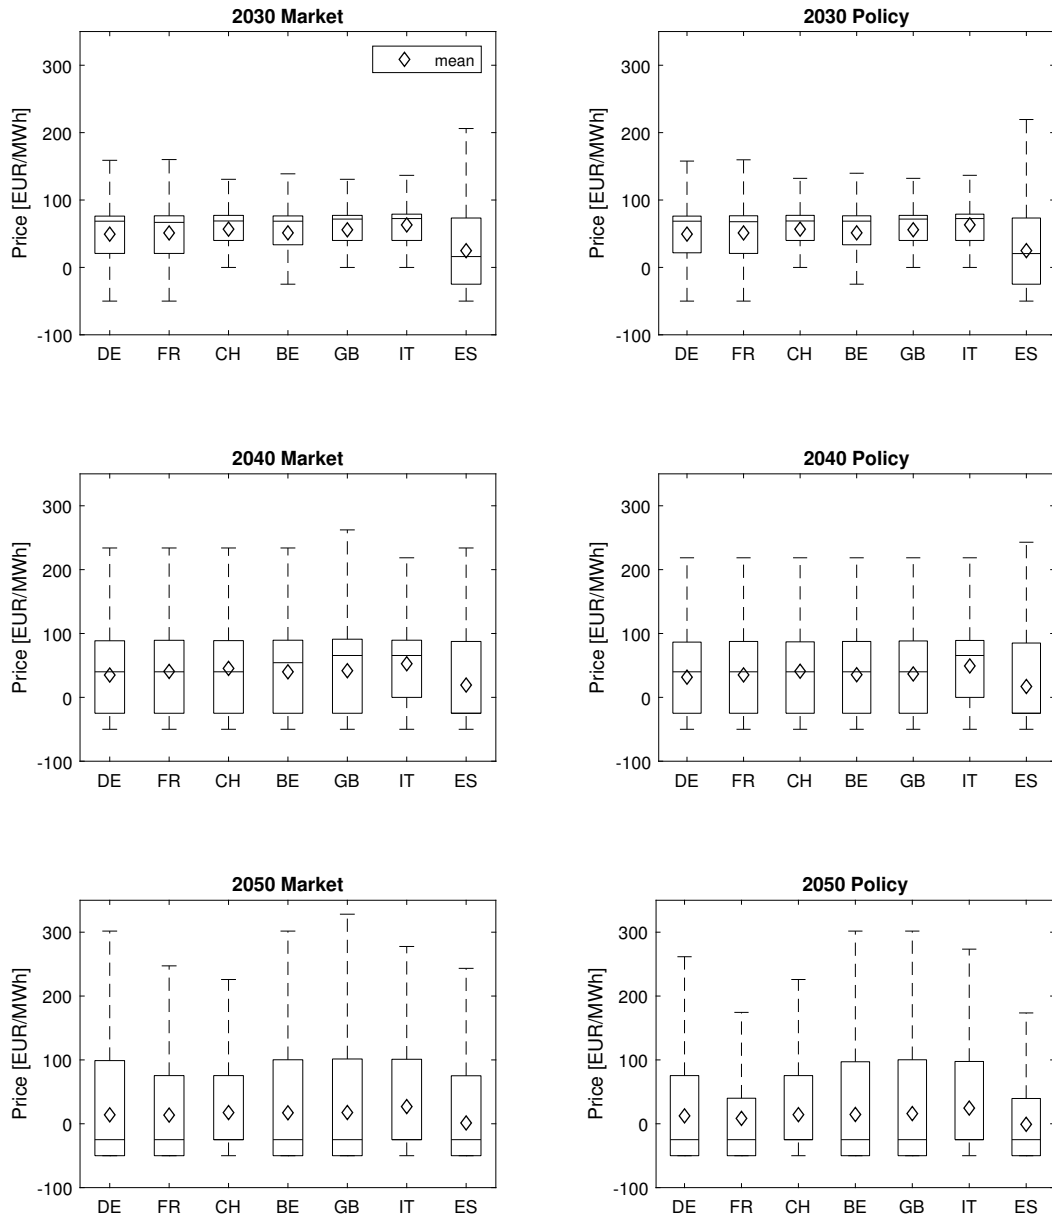 2030 Market
2030 Policy
mean
Price [EUR/MWh]
300
200
100
0
-100
DE FR CH BE GB IT ES
Price [EUR/MWh]
300
200
100
0
-100
DE FR CH BE GB IT ES
2040 Market
2040 Policy
Price [EUR/MWh]
300
200
100
0
-100
DE FR CH BE GB IT ES
Price [EUR/MWh]
300
200
100
0
-100
DE FR CH BE GB IT ES
2050 Market
2050 Policy
Price [EUR/MWh]
300
200
100
0
-100
DE FR CH BE GB IT ES
Price [EUR/MWh]
300
200
100
0
-100
DE FR CH BE GB IT ES